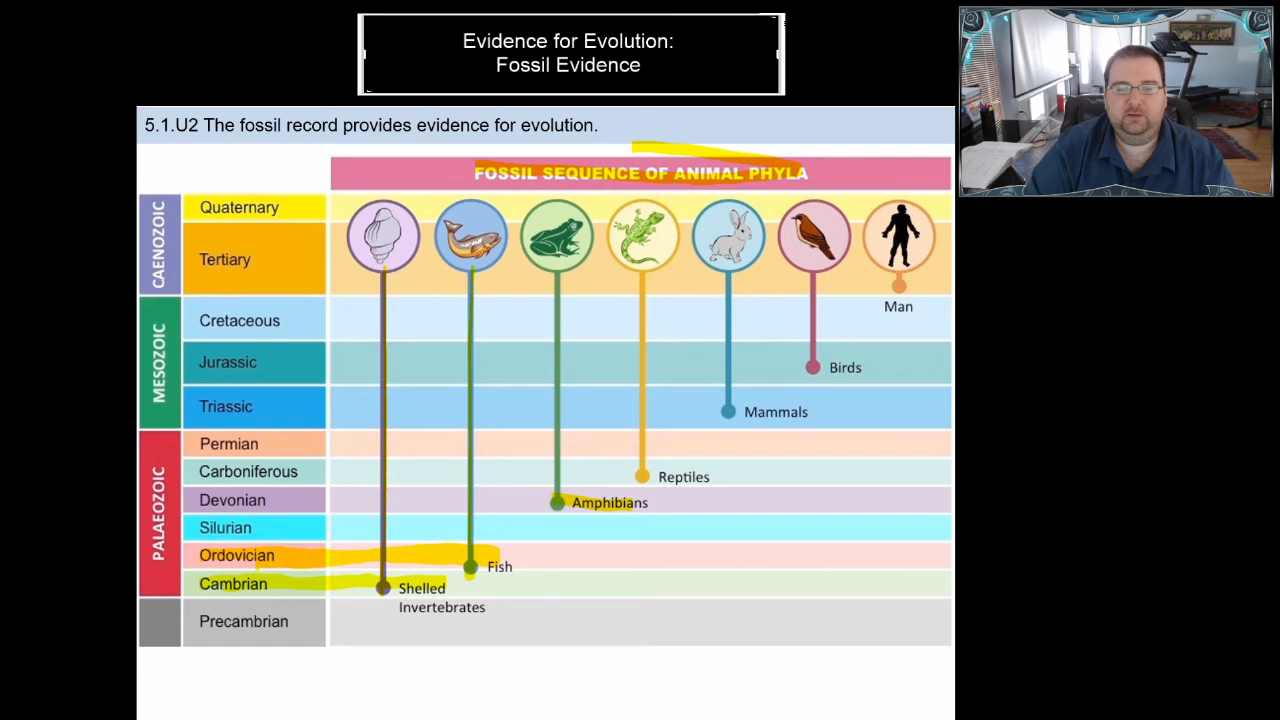 Evidence for Evolution:
Fossil Evidence
5.1.U2 The fossil record provides evidence for evolution.
FOSSIL SEQUENCE OF ANIMAL PHYLA
CAENOZOIC
Quaternary
Tertiary
Man
MESOZOIC
Cretaceous
Jurassic
Birds
Triassic
Mammals
PALAEOZOIC
Permian
Carboniferous
Reptiles
Devonian
Amphibians
Silurian
Ordovician
Fish
Cambrian
Shelled
Invertebrates
Precambrian